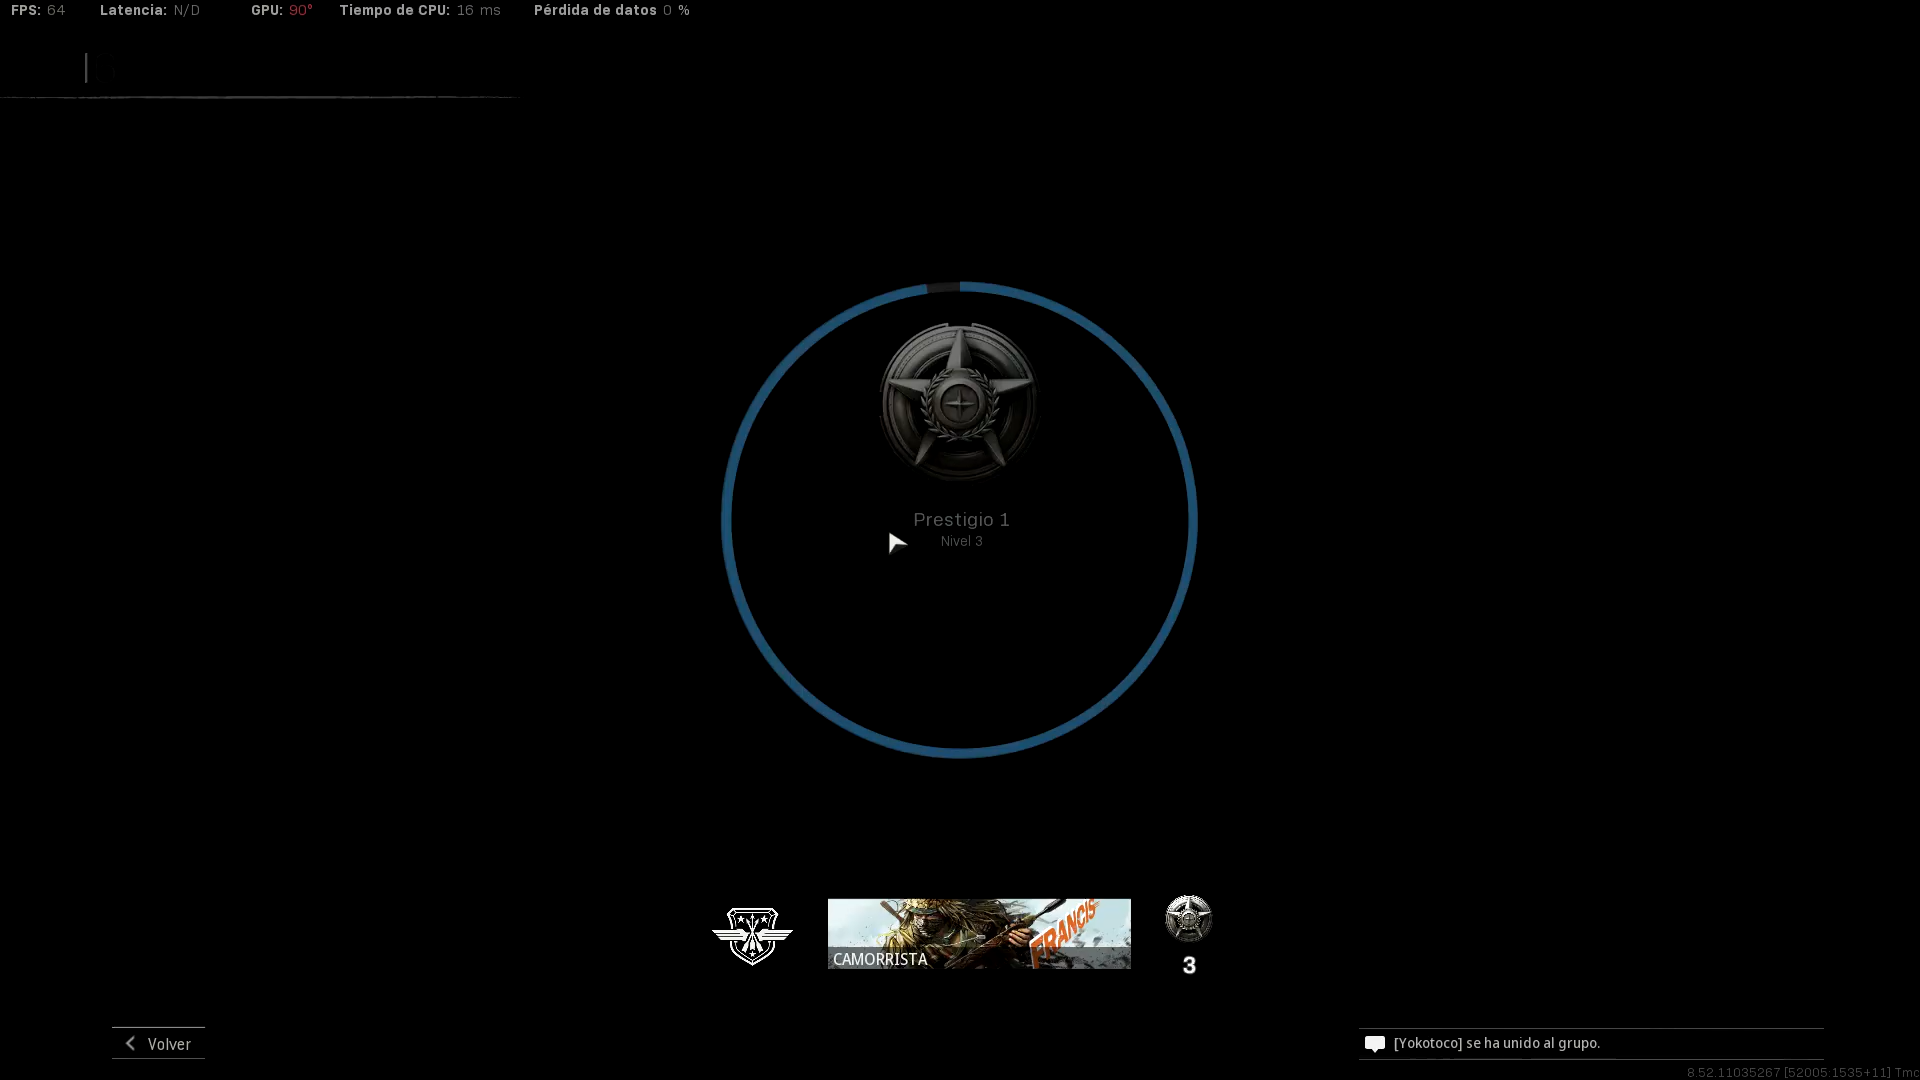 FPS: 64 Latencia: N/D GPU: 90° Tiempo de CPU: 16 ms Pérdida de datos 0 %
Prestigio 1
Nivel 3
FRANCIS
CAMORRISTA
3
Volver
[Yokotoco] se ha unido al grupo.
8.52.11035267 [52005:1535+11] Tmc